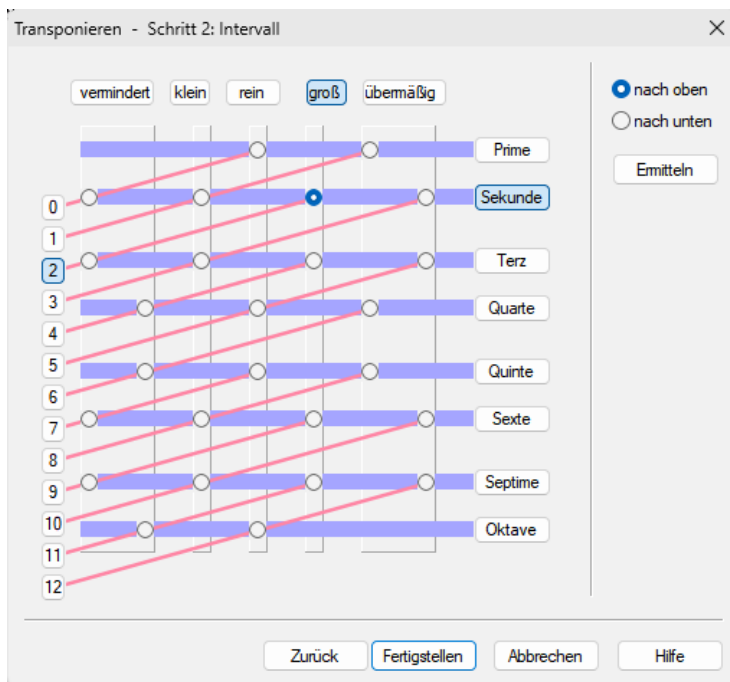 Transponieren - Schritt 2: Intervall
vermindert klein rein groß übermäßig
nach oben
nach unten
Ermitteln
Prime
Sekunde
Terz
Quarte
Quinte
Sexte
Septime
Oktave
0
1
2
3
4
5
6
7
8
9
10
11
12
Zurück Fertigstellen Abbrechen Hilfe